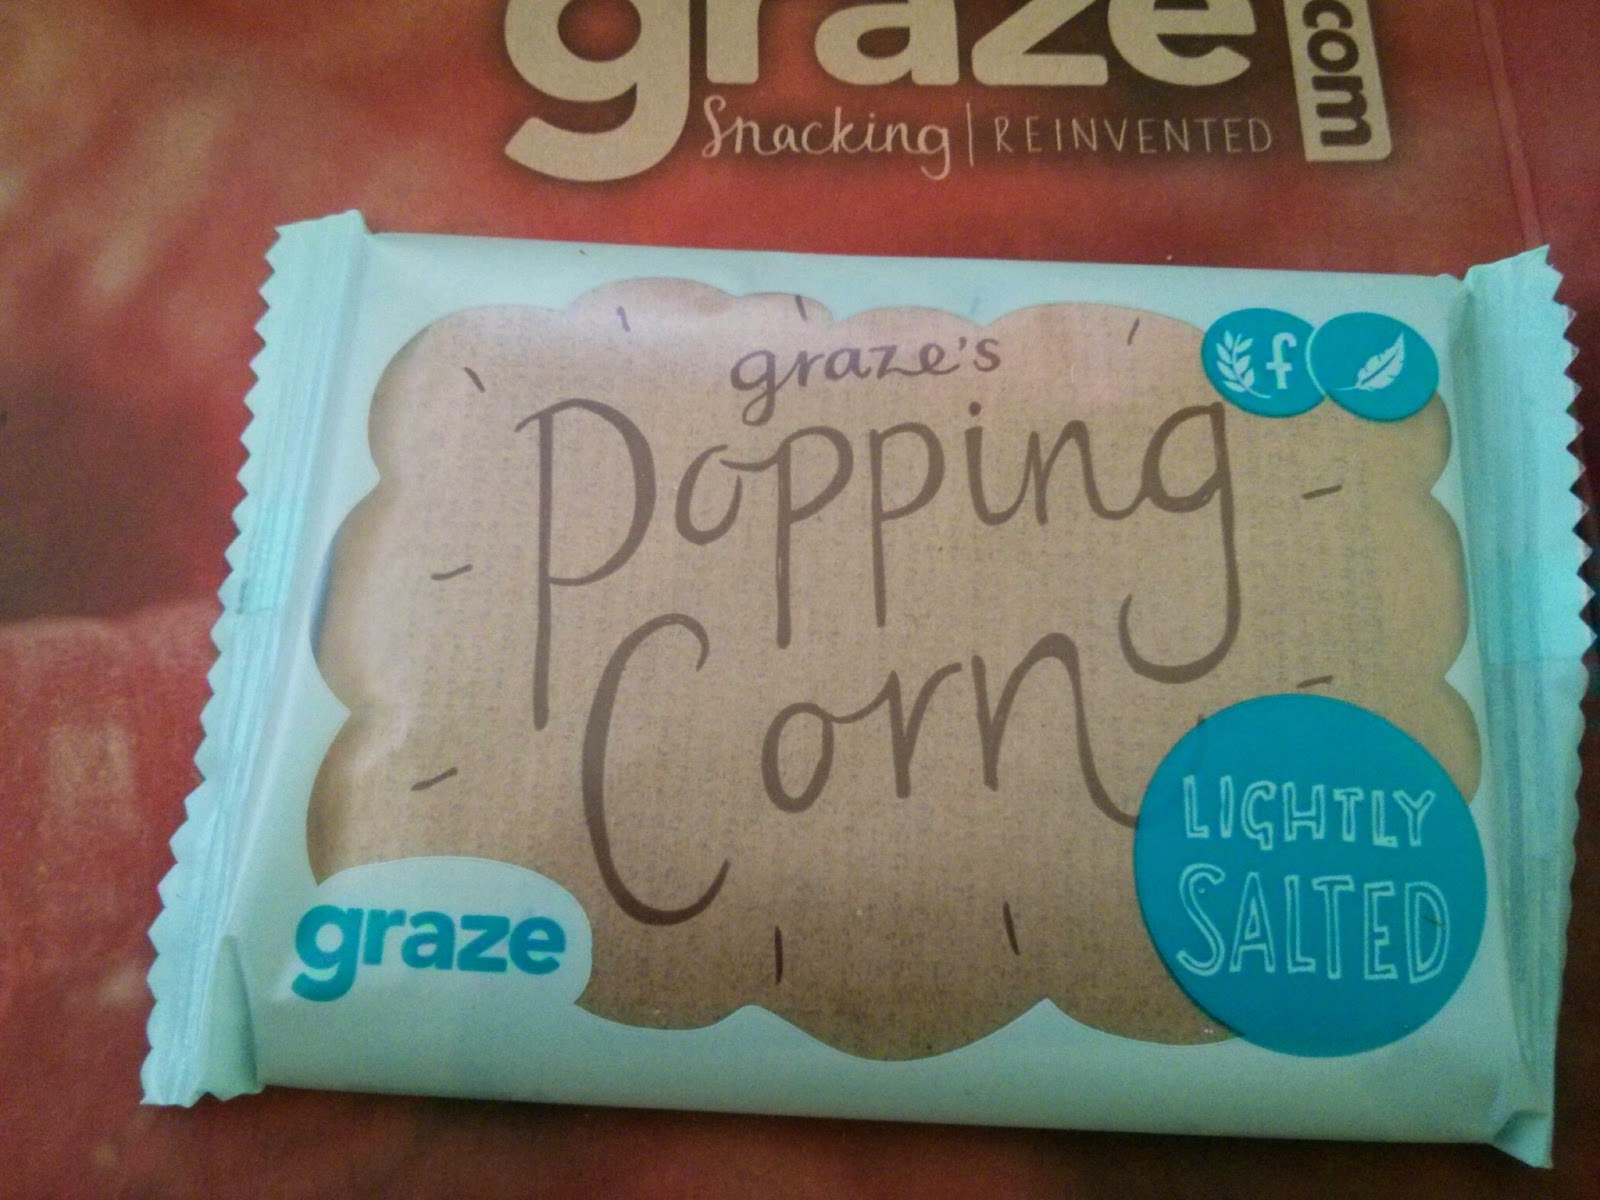 graze
.com
Snacking | REINVENTED
graze's
f
Popping
Corn
LIGHTLY
SALTED
graze